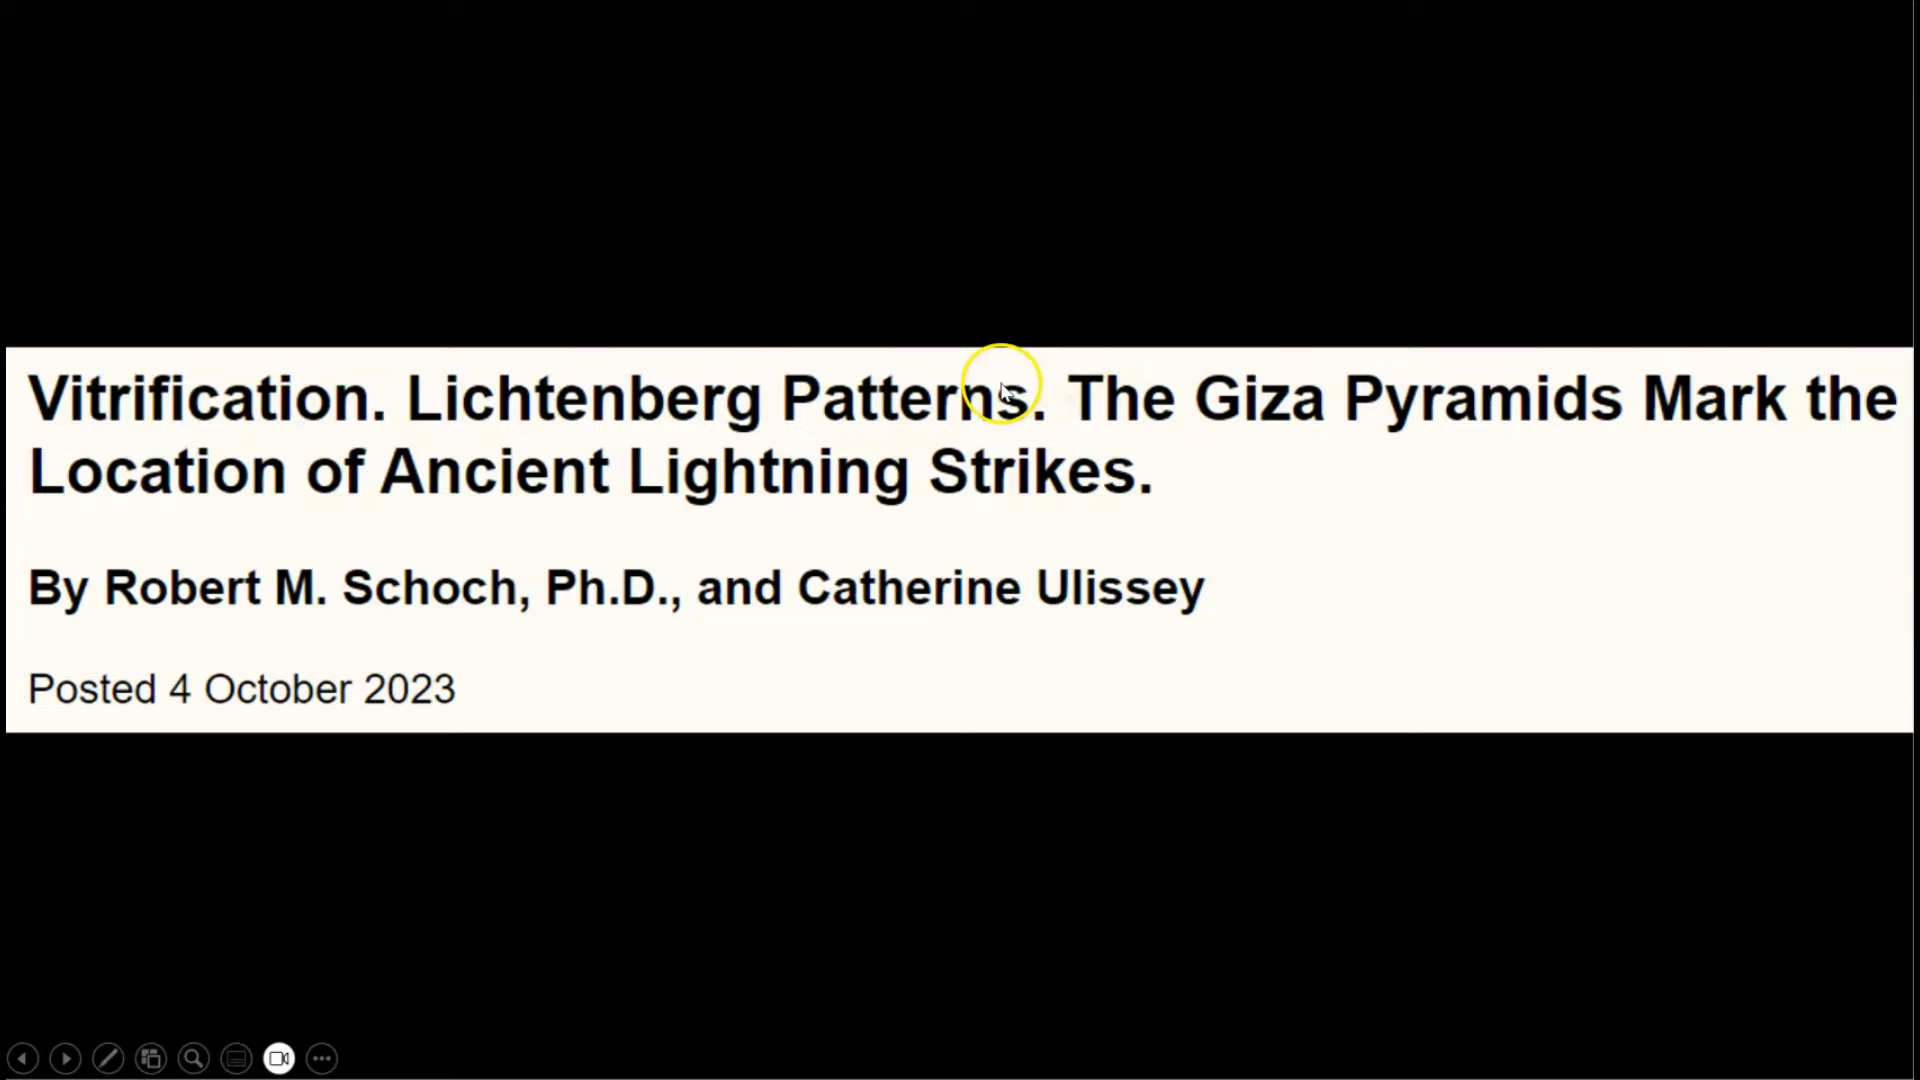 Vitrification. Lichtenberg Patterns. The Giza Pyramids Mark the
Location of Ancient Lightning Strikes.
By Robert M. Schoch, Ph.D., and Catherine Ulissey
Posted 4 October 2023